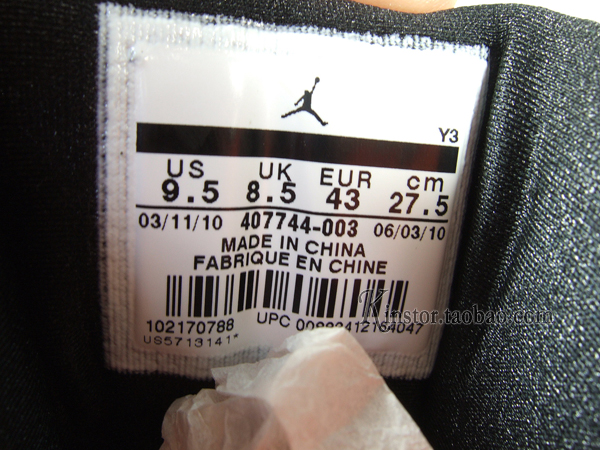 Y3
US UK EUR cm
9.5 8.5 43 27.5
03/11/10 407744-003 06/03/10
MADE IN CHINA
FABRIQUE EN CHINE
102170788 UPC
US5713141*
Kinstor.taobao.com